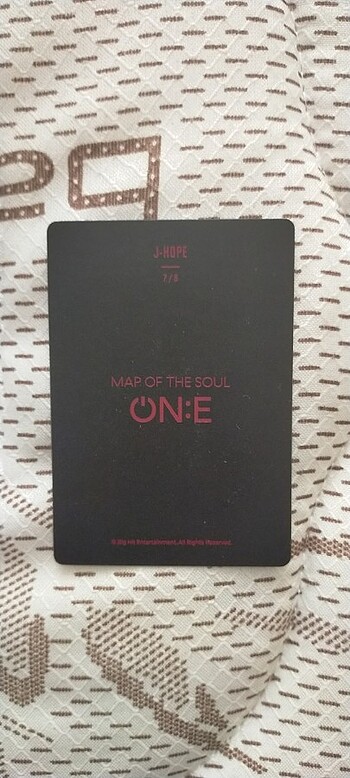 J-HOPE
7/8
MAP OF THE SOUL
ON:E
© Big Hit Entertainment. All Rights Reserved.